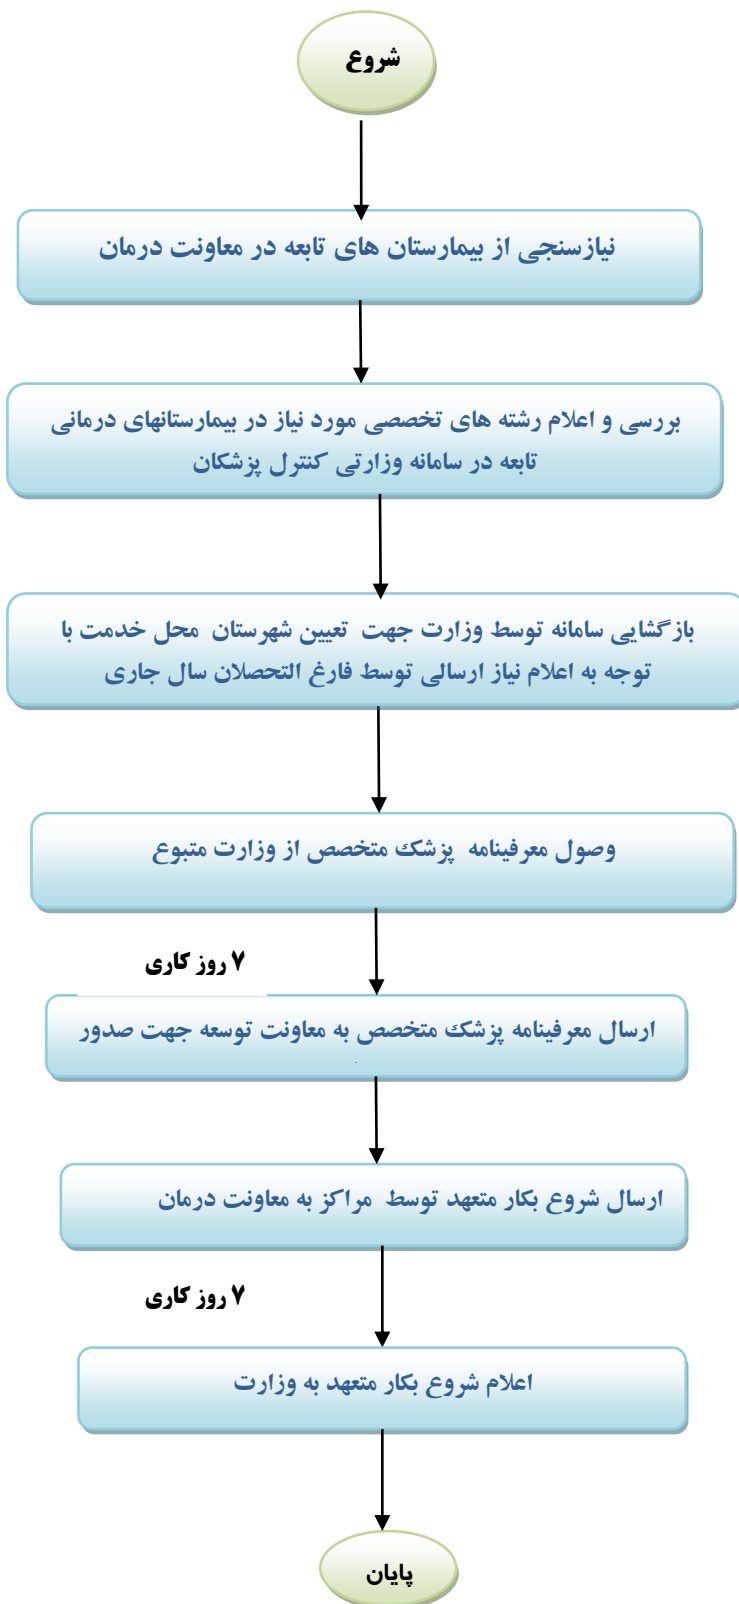 شروع
نیازسنجی از بیمارستان های تابعه در معاونت درمان
بررسی و اعلام رشته های تخصصی مورد نیاز در بیمارستانهای درمانی
تابعه در سامانه وزارتی کنترل پزشکان
بازگشایی سامانه توسط وزارت جهت تعیین شهرستان محل خدمت با
توجه به اعلام نیاز ارسالی توسط فارغ التحصلان سال جاری
وصول معرفینامه پزشک متخصص از وزارت متبوع
۷ روز کاری
ارسال معرفینامه پزشک متخصص به معاونت توسعه جهت صدور
ارسال شروع بکار متعهد توسط مراکز به معاونت درمان
۷ روز کاری
اعلام شروع بکار متعهد به وزارت
پایان